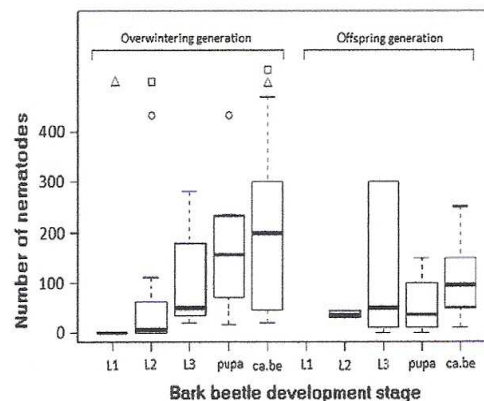 Overwintering generation Offspring generation
400
300
200
100
0
Number of nematodes
L1 L2 L3 pupa ca.be L1 L2 L3 pupa ca.be
Bark beetle development stage